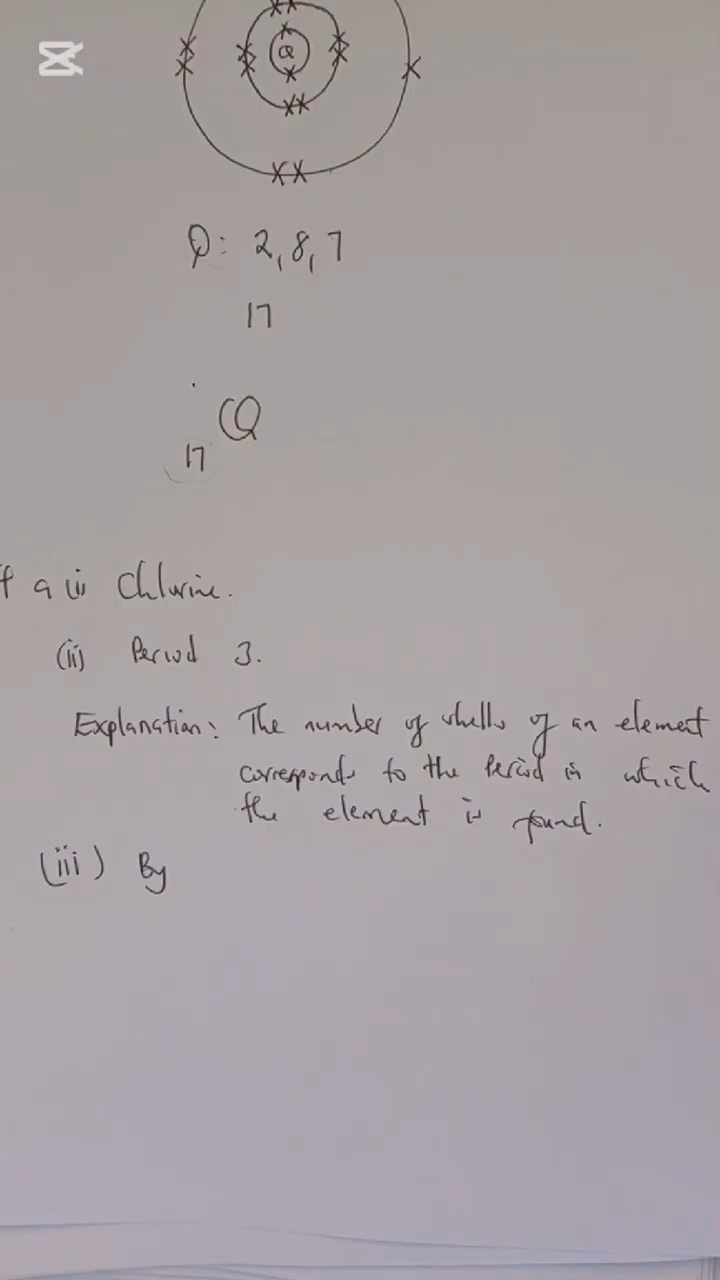 Q
Q: 2, 8, 7
17
Q
17
a (i) Chlorine.
(ii) Period 3.
Explanation: The number of shells of an element
corresponds to the Period in which
the element is found.
(iii) By